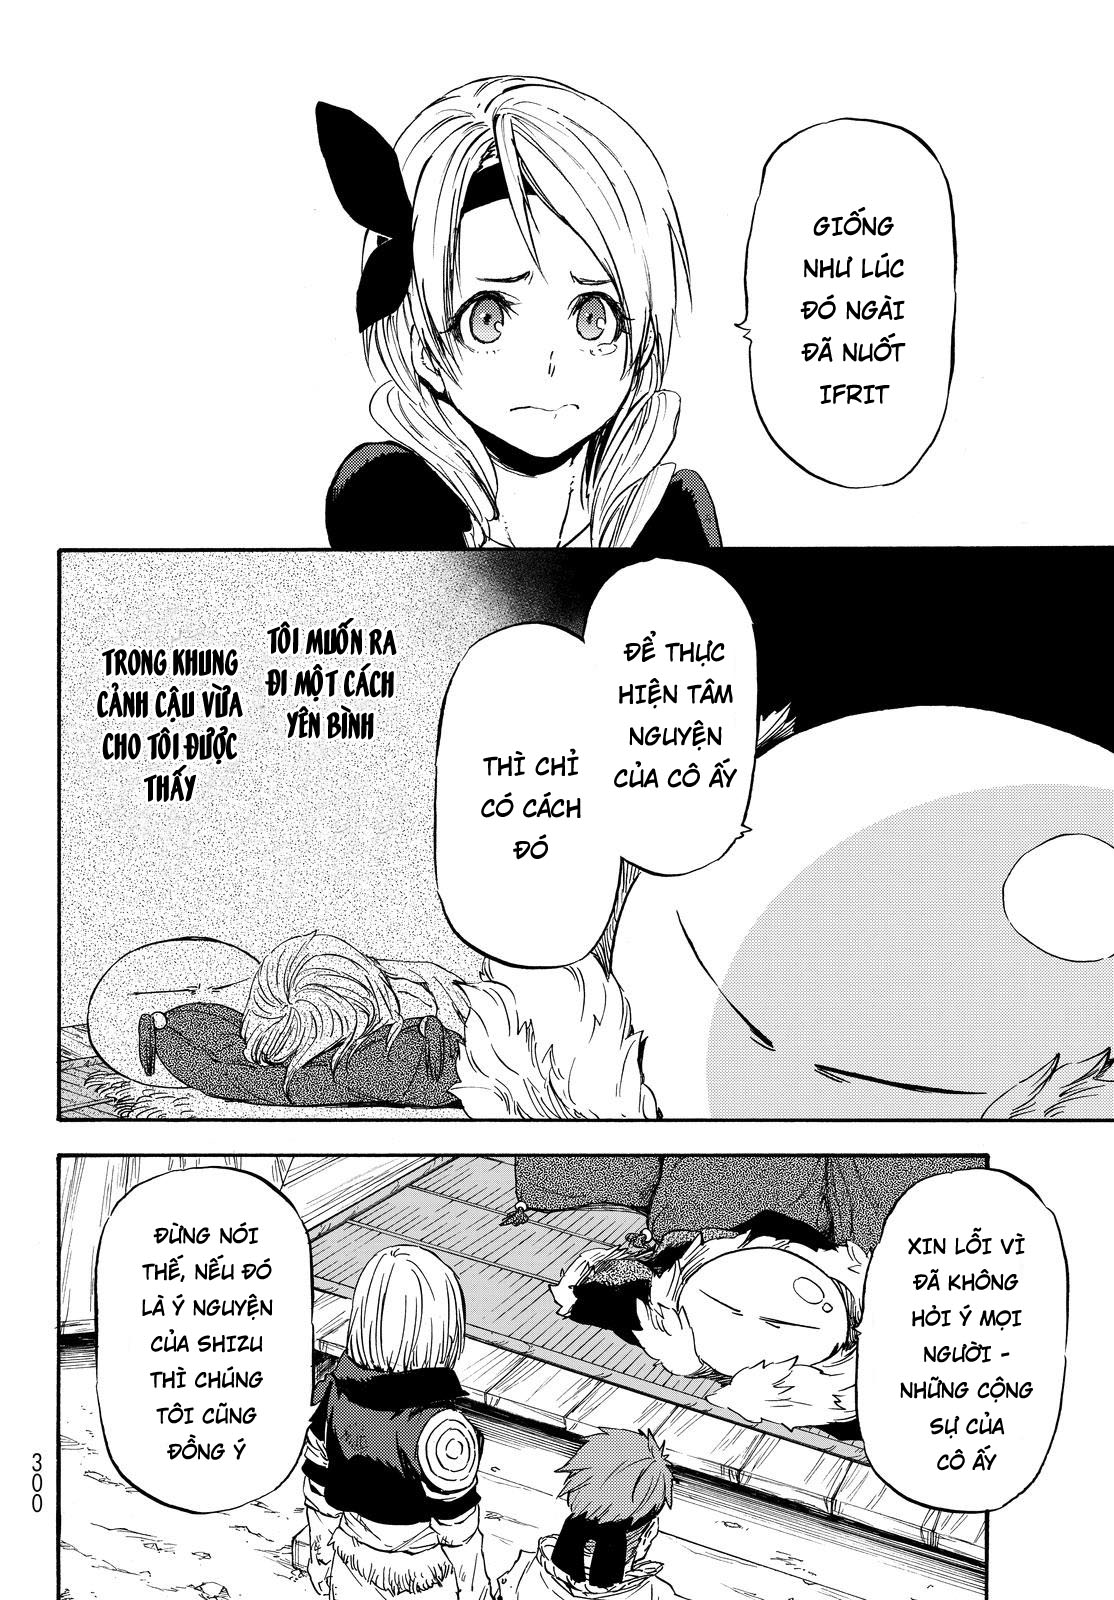 GIỐNG
NHƯ LÚC
ĐÓ NGÀI
ĐÃ NUỐT
IFRIT
ĐỂ THỰC
HIỆN TÂM
NGUYỆN
CỦA CÔ ẤY
THÌ CHỈ
CÓ CÁCH
ĐÓ
TÔI MUỐN RA
ĐI MỘT CÁCH
YÊN BÌNH
TRONG KHUNG
CẢNH CẬU VỪA
CHO TÔI ĐƯỢC
THẤY
XIN LỖI VÌ
ĐÃ KHÔNG
HỎI Ý MỌI
NGƯỜI -
NHỮNG CỘNG
SỰ CỦA
CÔ ẤY
ĐỪNG NÓI
THẾ, NẾU ĐÓ
LÀ Ý NGUYỆN
CỦA SHIZU
THÌ CHÚNG
TÔI CŨNG
ĐỒNG Ý
300